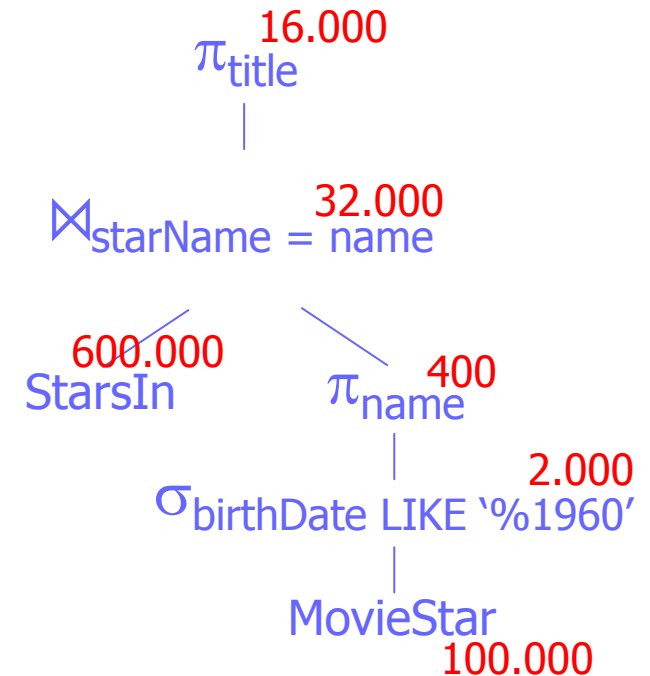 16.000
πtitle
32.000
⋈starName = name
600.000
StarsIn
400
πname
2.000
σbirthDate LIKE ‘%1960’
MovieStar
100.000